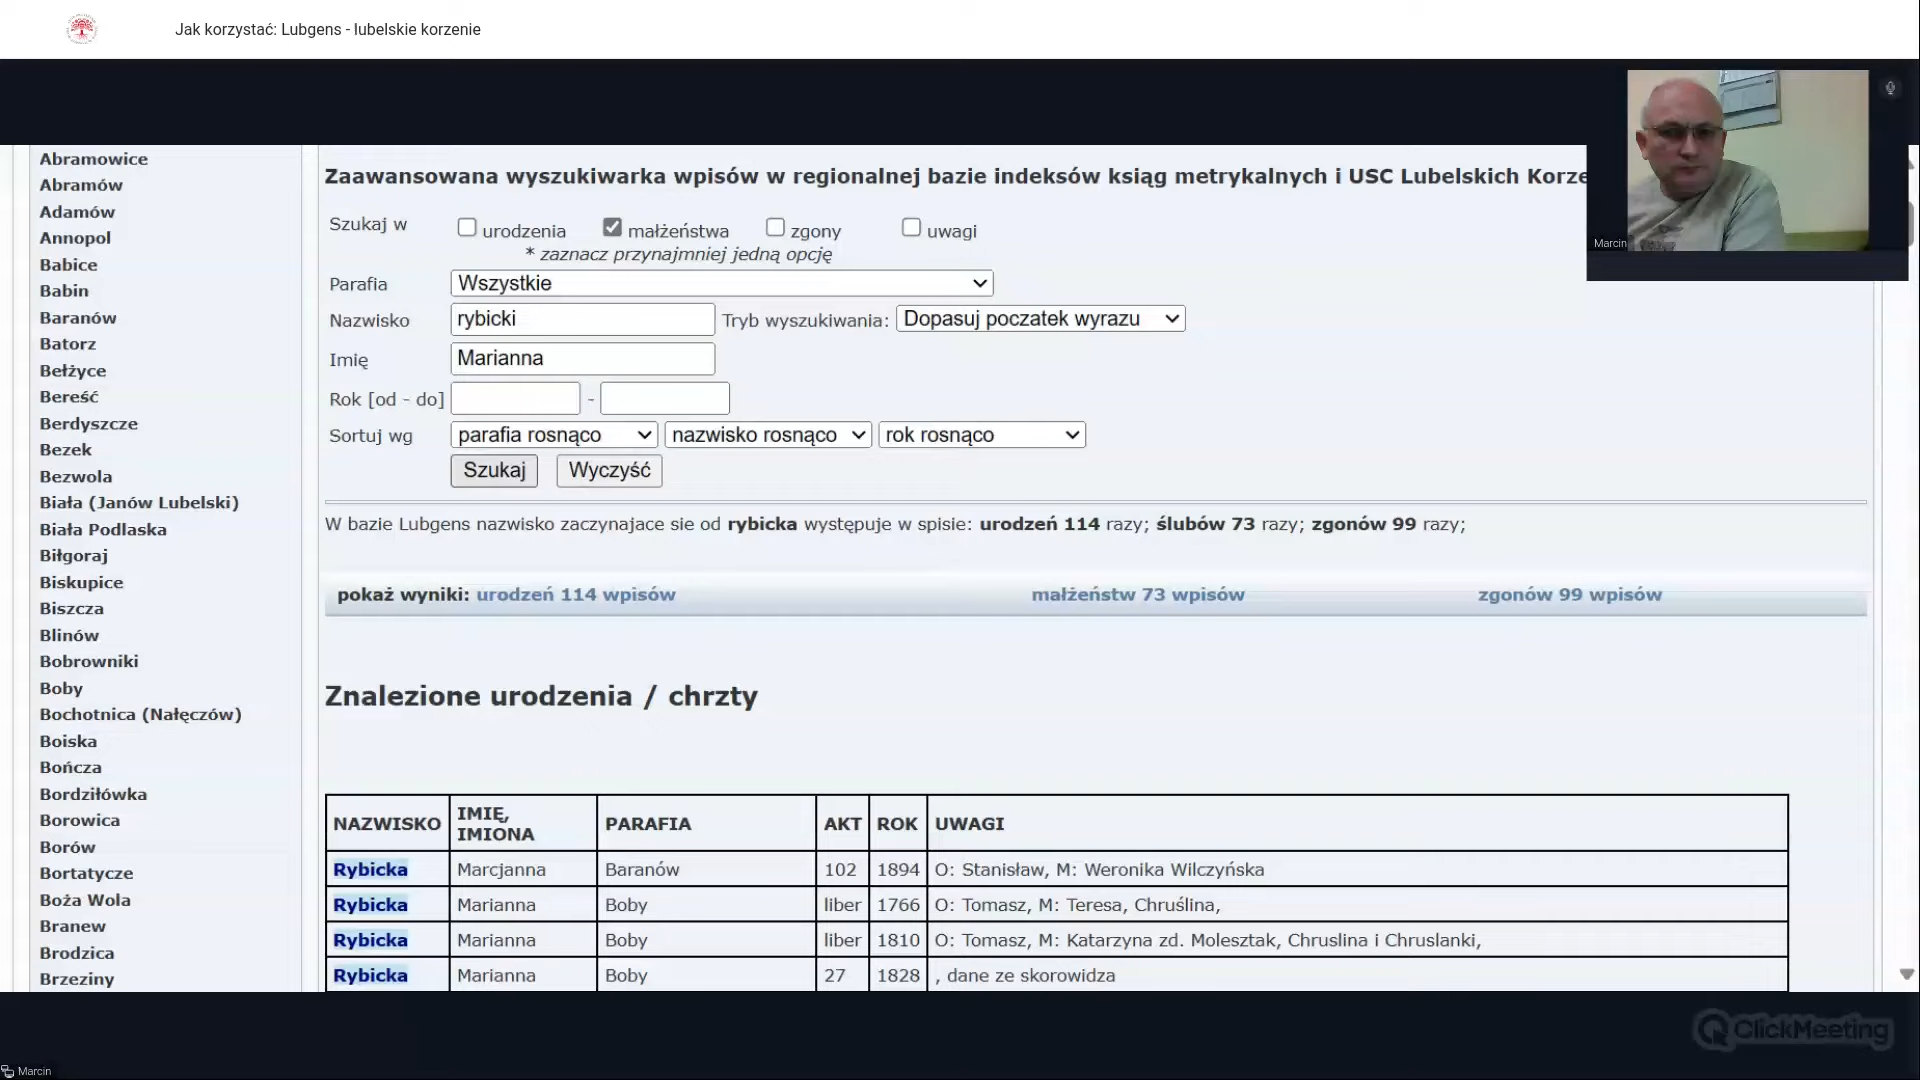 Jak korzystać: Lubgens - lubelskie korzenie
Marcin
Abramowice
Abramów
Adamów
Annopol
Babice
Babin
Baranów
Batorz
Bełżyce
Bereść
Berdyszcze
Bezek
Bezwola
Biała (Janów Lubelski)
Biała Podlaska
Biłgoraj
Biskupice
Biszcza
Blinów
Bobrowniki
Boby
Bochotnica (Nałęczów)
Boiska
Bończa
Bordziłówka
Borowica
Borów
Bortatycze
Boża Wola
Branew
Brodzica
Brzeziny
Zaawansowana wyszukiwarka wpisów w regionalnej bazie indeksów ksiąg metrykalnych i USC Lubelskich Korze
Szukaj w urodzenia małżeństwa zgony uwagi
* zaznacz przynajmniej jedną opcję
Parafia Wszystkie
Nazwisko rybicki Tryb wyszukiwania: Dopasuj poczatek wyrazu
Imię Marianna
Rok [od - do] -
Sortuj wg parafia rosnąco nazwisko rosnąco rok rosnąco
Szukaj Wyczyść
W bazie Lubgens nazwisko zaczynajace sie od rybicka występuje w spisie: urodzeń 114 razy; ślubów 73 razy; zgonów 99 razy;
pokaż wyniki: urodzeń 114 wpisów małżeństw 73 wpisów zgonów 99 wpisów
Znalezione urodzenia / chrzty
NAZWISKO IMIĘ, IMIONA PARAFIA AKT ROK UWAGI
Rybicka Marcjanna Baranów 102 1894 O: Stanisław, M: Weronika Wilczyńska
Rybicka Marianna Boby liber 1766 O: Tomasz, M: Teresa, Chruślina,
Rybicka Marianna Boby liber 1810 O: Tomasz, M: Katarzyna zd. Molesztak, Chruslina i Chruslanki,
Rybicka Marianna Boby 27 1828 , dane ze skorowidza
ClickMeeting
Marcin